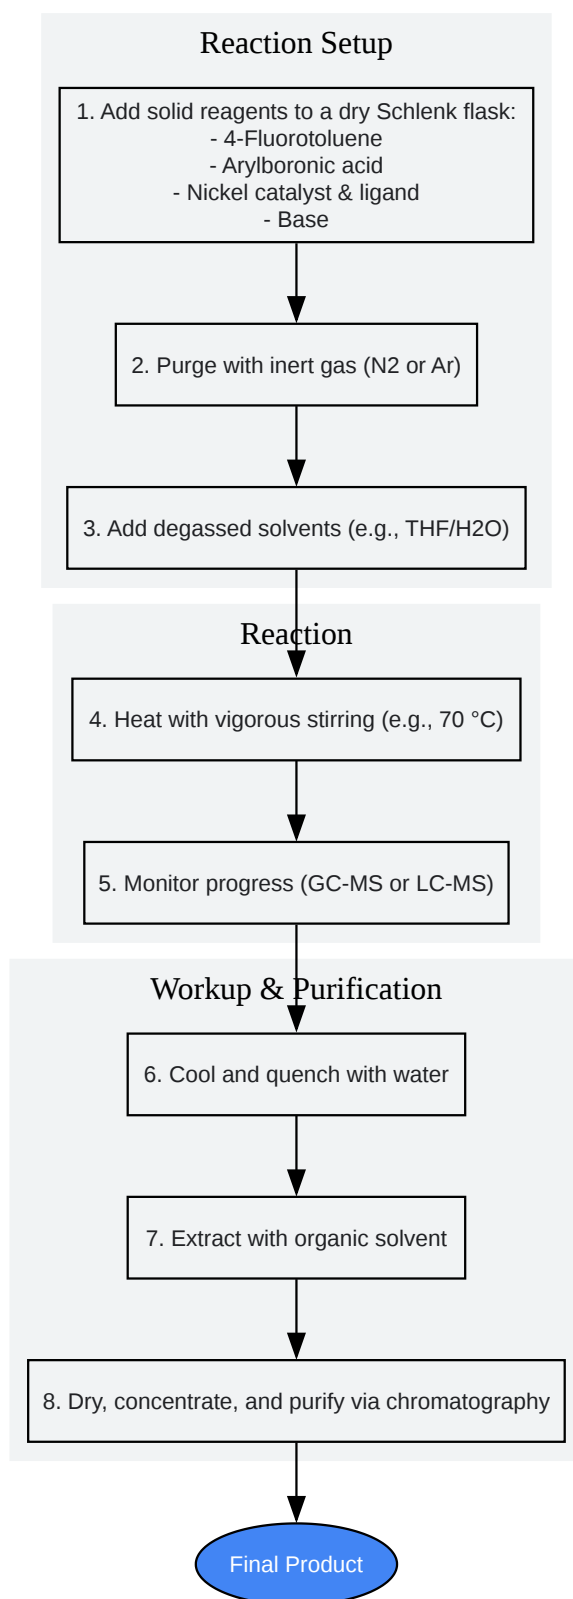 Reaction Setup
1. Add solid reagents to a dry Schlenk flask:
- 4-Fluorotoluene
- Arylboronic acid
- Nickel catalyst & ligand
- Base
2. Purge with inert gas (N2 or Ar)
3. Add degassed solvents (e.g., THF/H2O)
Reaction
4. Heat with vigorous stirring (e.g., 70 °C)
5. Monitor progress (GC-MS or LC-MS)
Workup & Purification
6. Cool and quench with water
7. Extract with organic solvent
8. Dry, concentrate, and purify via chromatography
Final Product